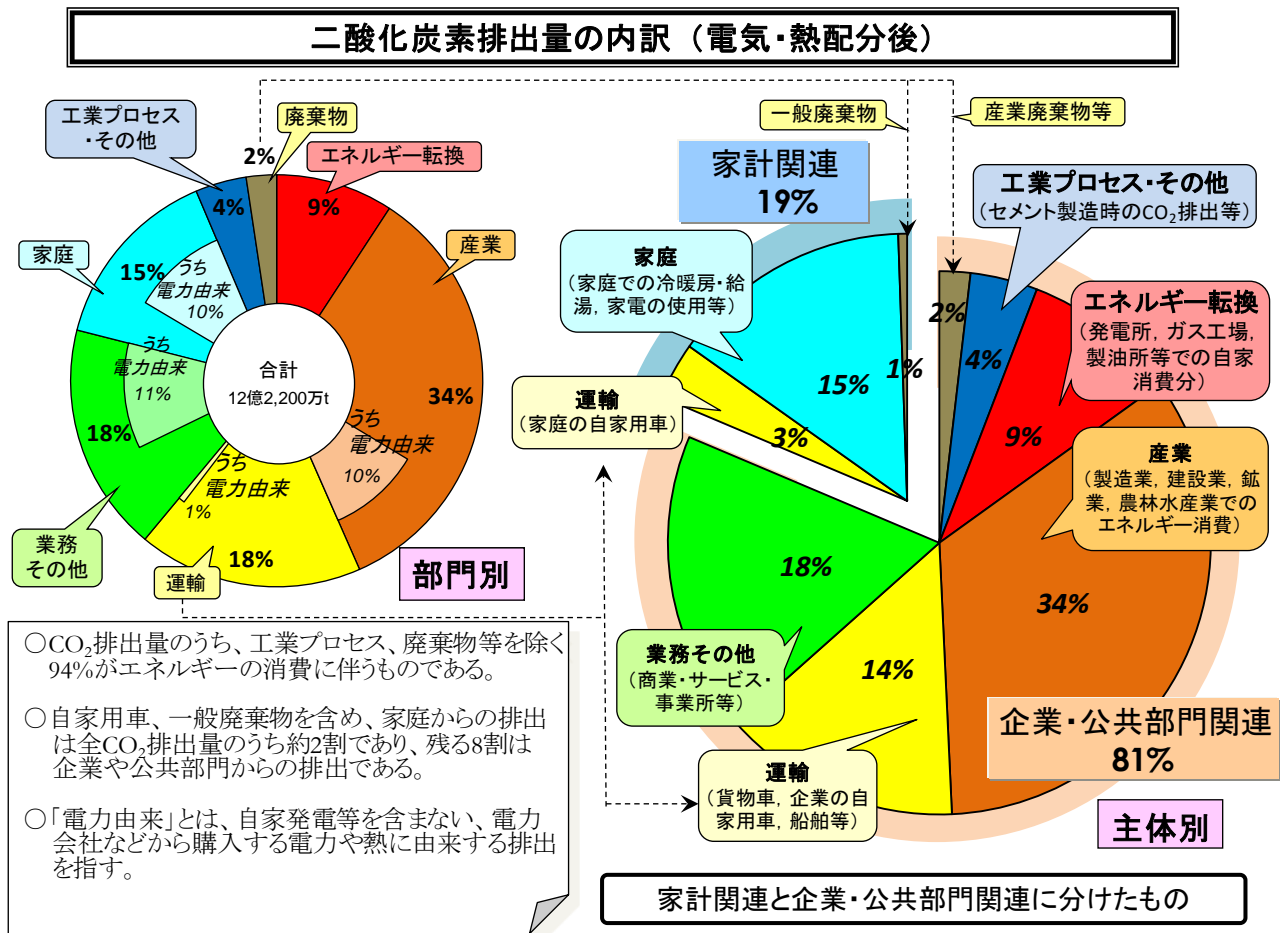 二酸化炭素排出量の内訳（電気・熱配分後）
工業プロセス
・その他
廃棄物
2%
エネルギー転換
4%
9%
家庭
15%
うち
電力由来
10%
産業
34%
うち
電力由来
11%
合計
12億2,200万t
うち
電力由来
10%
18%
うち
電力由来
1%
18%
業務
その他
運輸
部門別
一般廃棄物
産業廃棄物等
家計関連
19%
工業プロセス・その他
（セメント製造時のCO₂排出等）
家庭
（家庭での冷暖房・給
湯，家電の使用等）
エネルギー転換
（発電所，ガス工場，
製油所等での自家
消費分）
2%
4%
1%
15%
運輸
（家庭の自家用車）
3%
9%
産業
（製造業，建設業，鉱
業，農林水産業での
エネルギー消費）
18%
34%
業務その他
（商業・サービス・
事業所等）
14%
企業・公共部門関連
81%
運輸
（貨物車，企業の自
家用車，船舶等）
主体別
○CO₂排出量のうち、工業プロセス、廃棄物等を除く
94%がエネルギーの消費に伴うものである。
○自家用車、一般廃棄物を含め、家庭からの排出
は全CO₂排出量のうち約2割であり、残る8割は
企業や公共部門からの排出である。
○「電力由来」とは、自家発電等を含まない、電力
会社などから購入する電力や熱に由来する排出
を指す。
家計関連と企業・公共部門関連に分けたもの